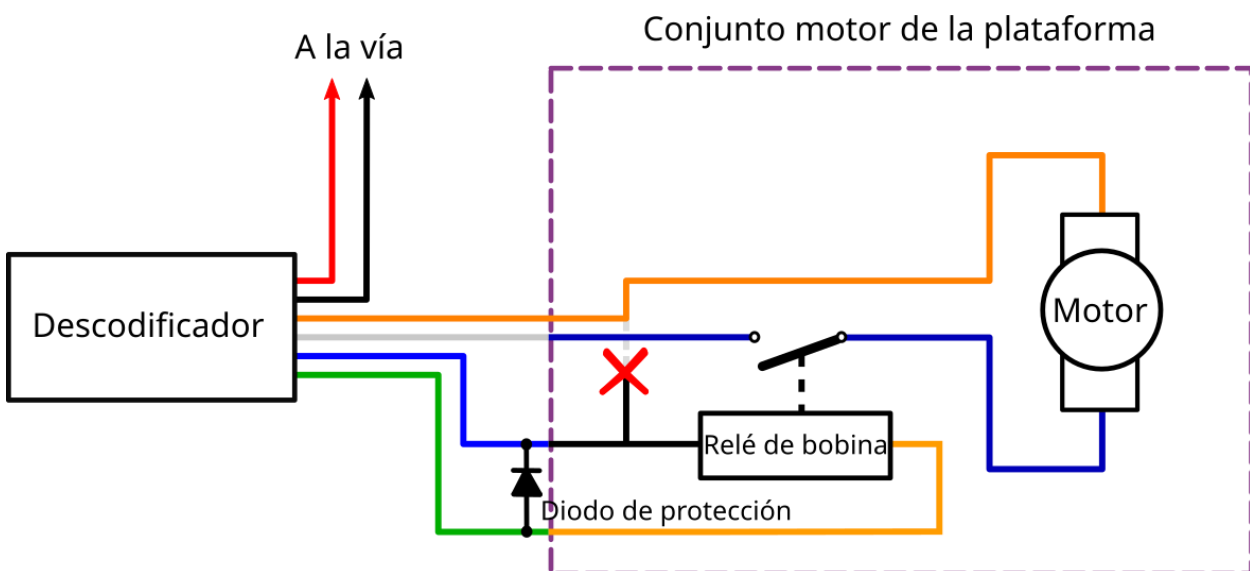 Conjunto motor de la plataforma
A la vía
Descodificador
Motor
Relé de bobina
Diodo de protección